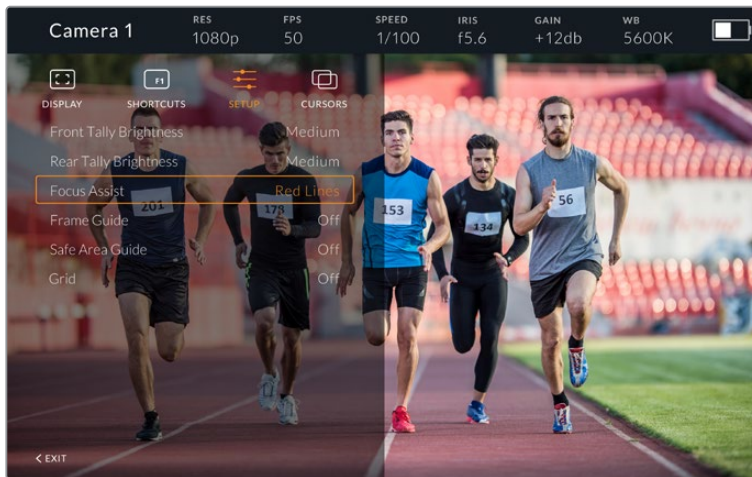 Camera 1
RES
1080p
FPS
50
SPEED
1/100
IRIS
f5.6
GAIN
+12db
WB
5600K
F1
DISPLAY
SHORTCUTS
SETUP
CURSORS
Front Tally Brightness Medium
Rear Tally Brightness Medium
Focus Assist Red Lines
Frame Guide Off
Safe Area Guide Off
Grid Off
201
178
153
134
56
< EXIT